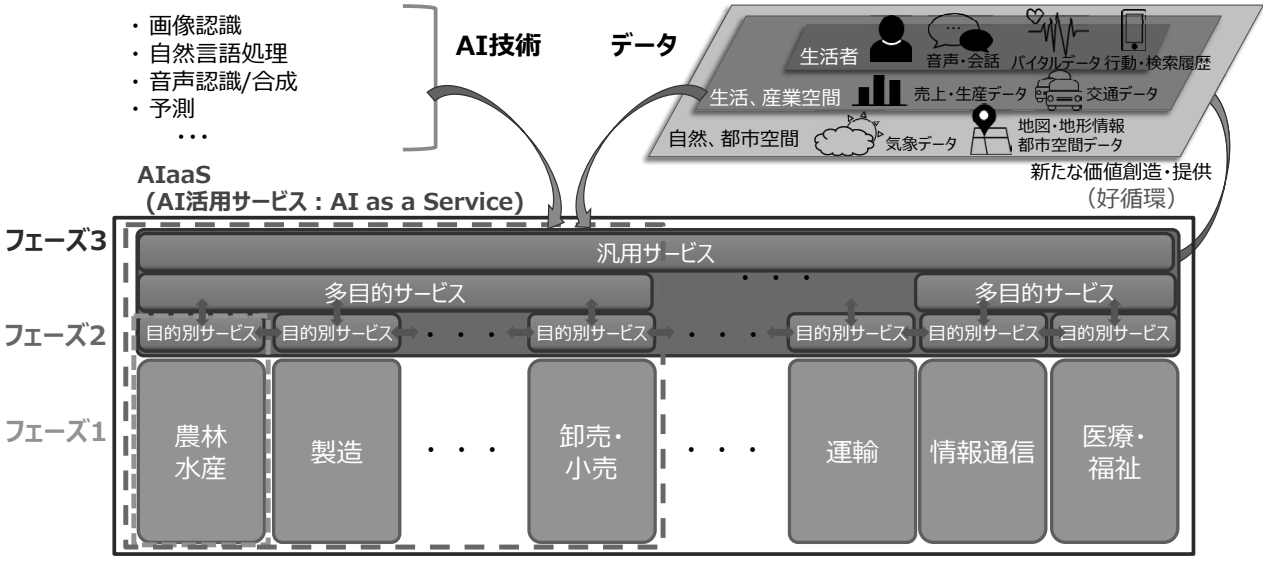 ・ 画像認識
・ 自然言語処理
・ 音声認識/合成
・ 予測
・・・
AI技術
データ
生活者
音声・会話
バイタルデータ
行動・検索履歴
生活、産業空間
売上・生産データ
交通データ
自然、都市空間
気象データ
地図・地形情報
都市空間データ
新たな価値創造・提供
（好循環）
AIaaS
(AI活用サービス：AI as a Service)
フェーズ3
汎用サービス
多目的サービス
・・・
多目的サービス
フェーズ2
目的別サービス
目的別サービス
・・・
目的別サービス
・・・
目的別サービス
目的別サービス
目的別サービス
フェーズ1
農林
水産
製造
・・・
卸売・
小売
・・・
運輸
情報通信
医療・
福祉